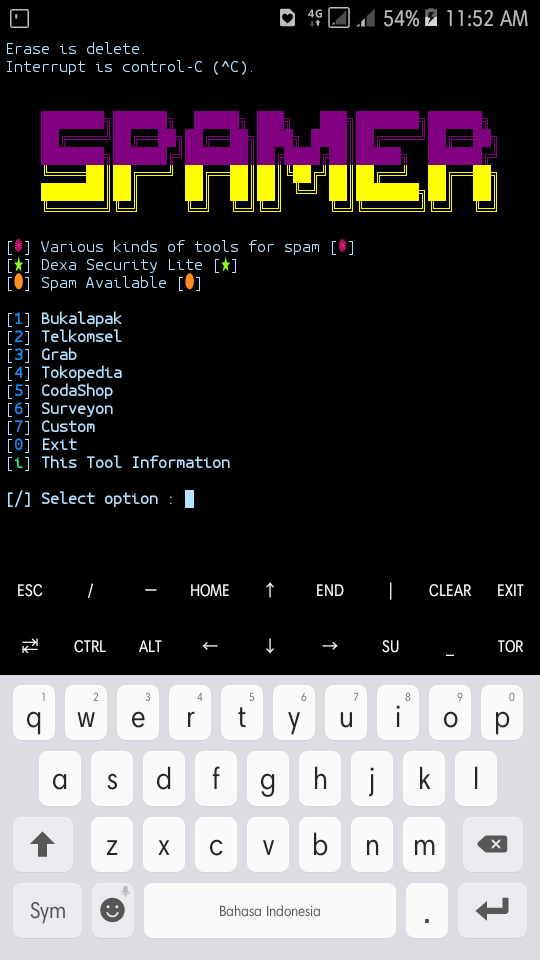 4G 54% 11:52 AM
Erase is delete.
Interrupt is control-C (^C).
SPAMER
[] Various kinds of tools for spam []
[] Dexa Security Lite []
[] Spam Available []
[1] Bukalapak
[2] Telkomsel
[3] Grab
[4] Tokopedia
[5] CodaShop
[6] Surveyon
[7] Custom
[0] Exit
[i] This Tool Information
[/] Select option :
ESC / — HOME ↑ END | CLEAR EXIT
⇄ CTRL ALT ← ↓ → SU _ TOR
1 2 3 4 5 6 7 8 9 0
q w e r t y u i o p
a s d f g h j k l
z x c v b n m
Sym Bahasa Indonesia .